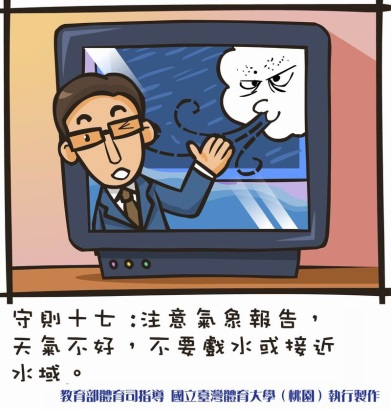 守則十七：注意氣象報告，
天氣不好，不要戲水或接近
水域。
教育部體育司指導 國立臺灣體育大學（桃園）執行製作